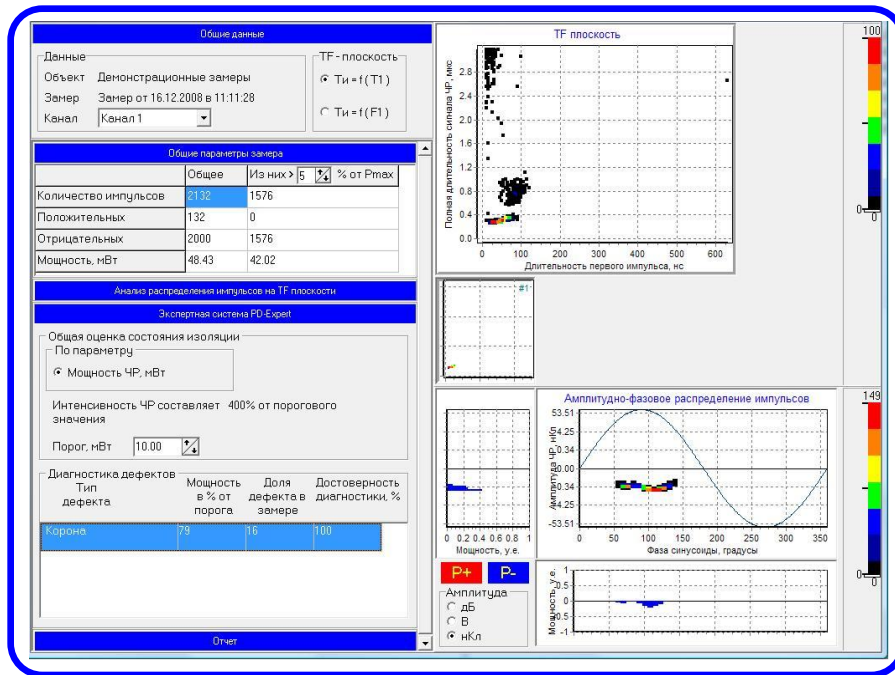 Общие данные
Данные
Объект Демонстрационные замеры
Замер Замер от 16.12.2008 в 11:11:28
Канал Канал 1
TF - плоскость
Tи = f ( T1 )
Tи = f ( F1 )
Общие параметры замера
Общее Из них > 5 % от Pmax
Количество импульсов 2132 1576
Положительных 132 0
Отрицательных 2000 1576
Мощность, мВт 48.43 42.02
Анализ распределения импульсов на TF плоскости
Экспертная система PD-Expert
Общая оценка состояния изоляции
По параметру
Мощность ЧР, мВт
Интенсивность ЧР составляет 400% от порогового
значения
Порог, мВт 10.00
Диагностика дефектов
Тип дефекта
Мощность в % от порога
Доля дефекта в замере
Достоверность диагностики, %
Корона 79 16 100
Отчет
TF плоскость
Полная длительность сигнала ЧР, мкс
2.8
2.4
2.0
1.6
1.2
0.8
0.4
0.0
0 100 200 300 400 500 600
Длительность первого импульса, нс
100
0
#1
0 0.2 0.4 0.6 0.8 1
Мощность, у.е.
Амплитудно-фазовое распределение импульсов
Амплитуда ЧР, нКл
53.51
4.25
0.34
0.00
0.34
4.25
-53.51
0 50 100 150 200 250 300 350
Фаза синусоиды, градусы
149
0
P+ P-
Амплитуда
дБ
В
нКл
Мощность, у.е.
1
0.5
0
0.5
-1